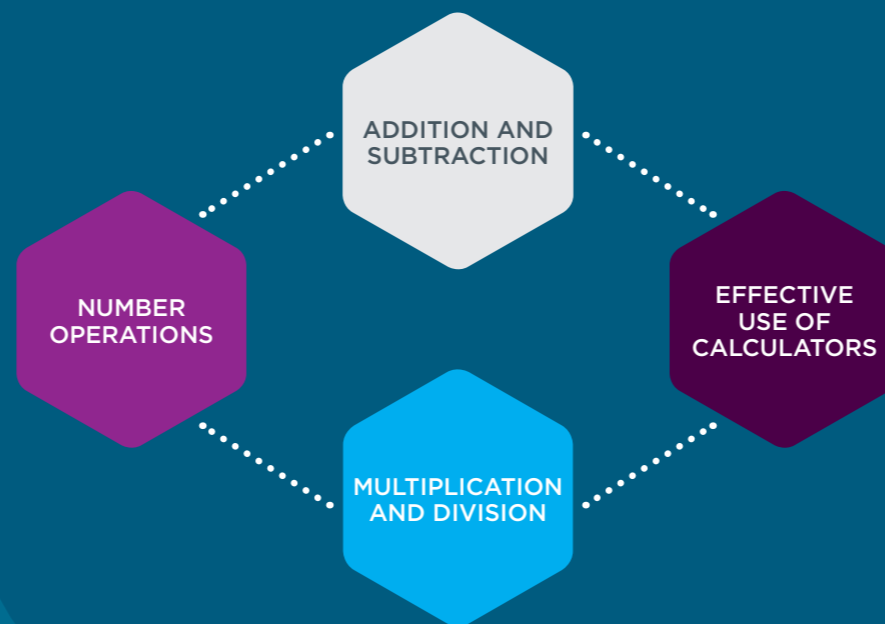 ADDITION AND
SUBTRACTION
NUMBER
OPERATIONS
EFFECTIVE
USE OF
CALCULATORS
MULTIPLICATION
AND DIVISION